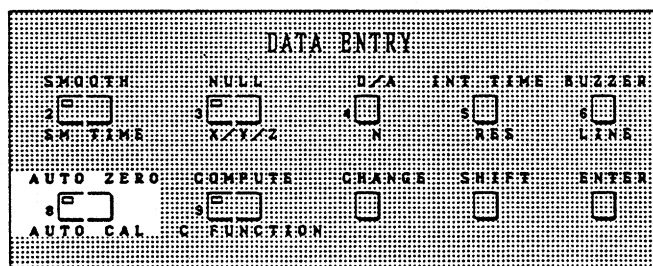 DATA ENTRY
SMOOTH NULL D/A INT TIME BUZZER
2 3 4 5 6
SM TIME X/Y/Z N RES LINE
AUTO ZERO COMPUTE CHANGE SHIFT ENTER
8 9
AUTO CAL C FUNCTION